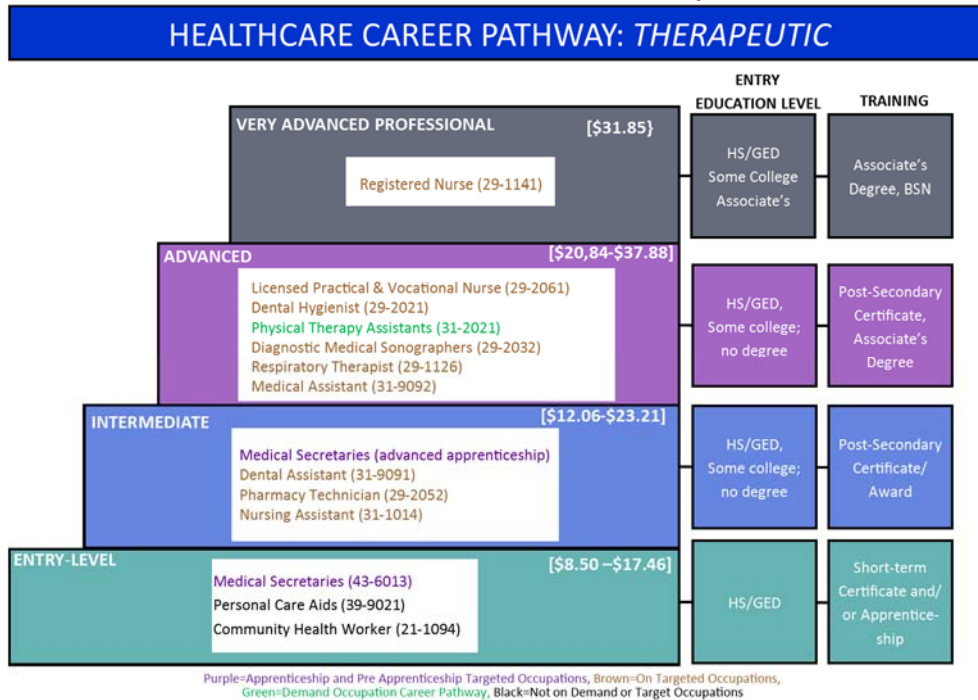 HEALTHCARE CAREER PATHWAY: THERAPEUTIC
ENTRY
EDUCATION LEVEL
TRAINING
VERY ADVANCED PROFESSIONAL
[$31.85}
Registered Nurse (29-1141)
HS/GED
Some College
Associate's
Associate's
Degree, BSN
ADVANCED
[$20,84-$37.88]
Licensed Practical & Vocational Nurse (29-2061)
Dental Hygienist (29-2021)
Physical Therapy Assistants (31-2021)
Diagnostic Medical Sonographers (29-2032)
Respiratory Therapist (29-1126)
Medical Assistant (31-9092)
HS/GED,
Some college;
no degree
Post-Secondary
Certificate,
Associate's
Degree
INTERMEDIATE
[$12.06-$23.21]
Medical Secretaries (advanced apprenticeship)
Dental Assistant (31-9091)
Pharmacy Technician (29-2052)
Nursing Assistant (31-1014)
HS/GED,
Some college;
no degree
Post-Secondary
Certificate/
Award
ENTRY-LEVEL
[$8.50 –$17.46]
Medical Secretaries (43-6013)
Personal Care Aids (39-9021)
Community Health Worker (21-1094)
HS/GED
Short-term
Certificate and/
or Apprentice-
ship
Purple=Apprenticeship and Pre Apprenticeship Targeted Occupations, Brown=On Targeted Occupations,
Green=Demand Occupation Career Pathway, Black=Not on Demand or Target Occupations